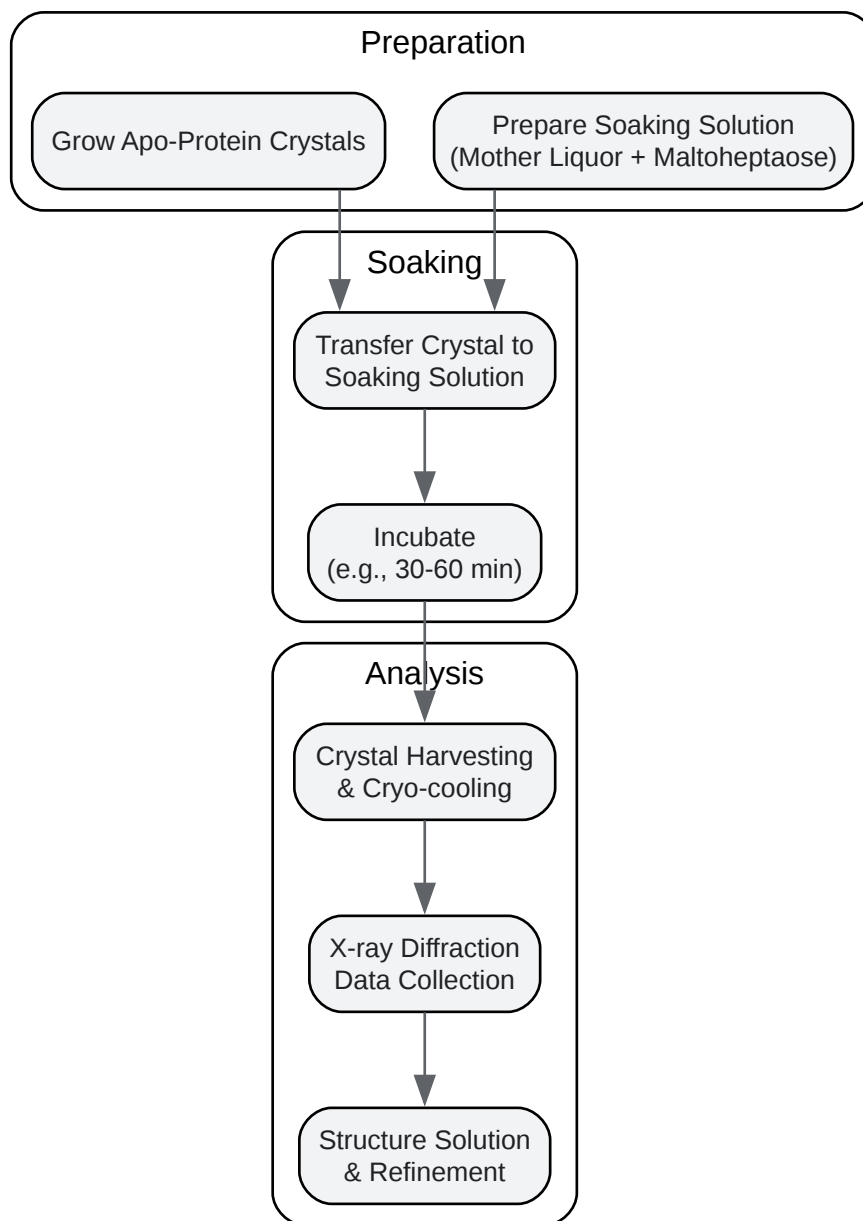 Preparation
Grow Apo-Protein Crystals
Prepare Soaking Solution
(Mother Liquor + Maltoheptaose)
Soaking
Transfer Crystal to
Soaking Solution
Incubate
(e.g., 30-60 min)
Analysis
Crystal Harvesting
& Cryo-cooling
X-ray Diffraction
Data Collection
Structure Solution
& Refinement